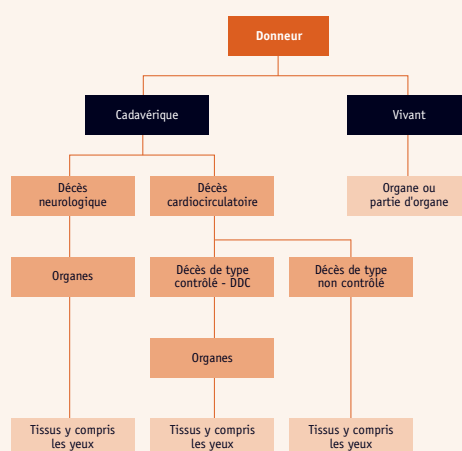 Donneur
Cadavérique
Vivant
Décès
neurologique
Décès
cardiocirculatoire
Organe ou
partie d'organe
Organes
Décès de type
contrôlé - DDC
Décès de type
non contrôlé
Organes
Tissus y compris
les yeux
Tissus y compris
les yeux
Tissus y compris
les yeux